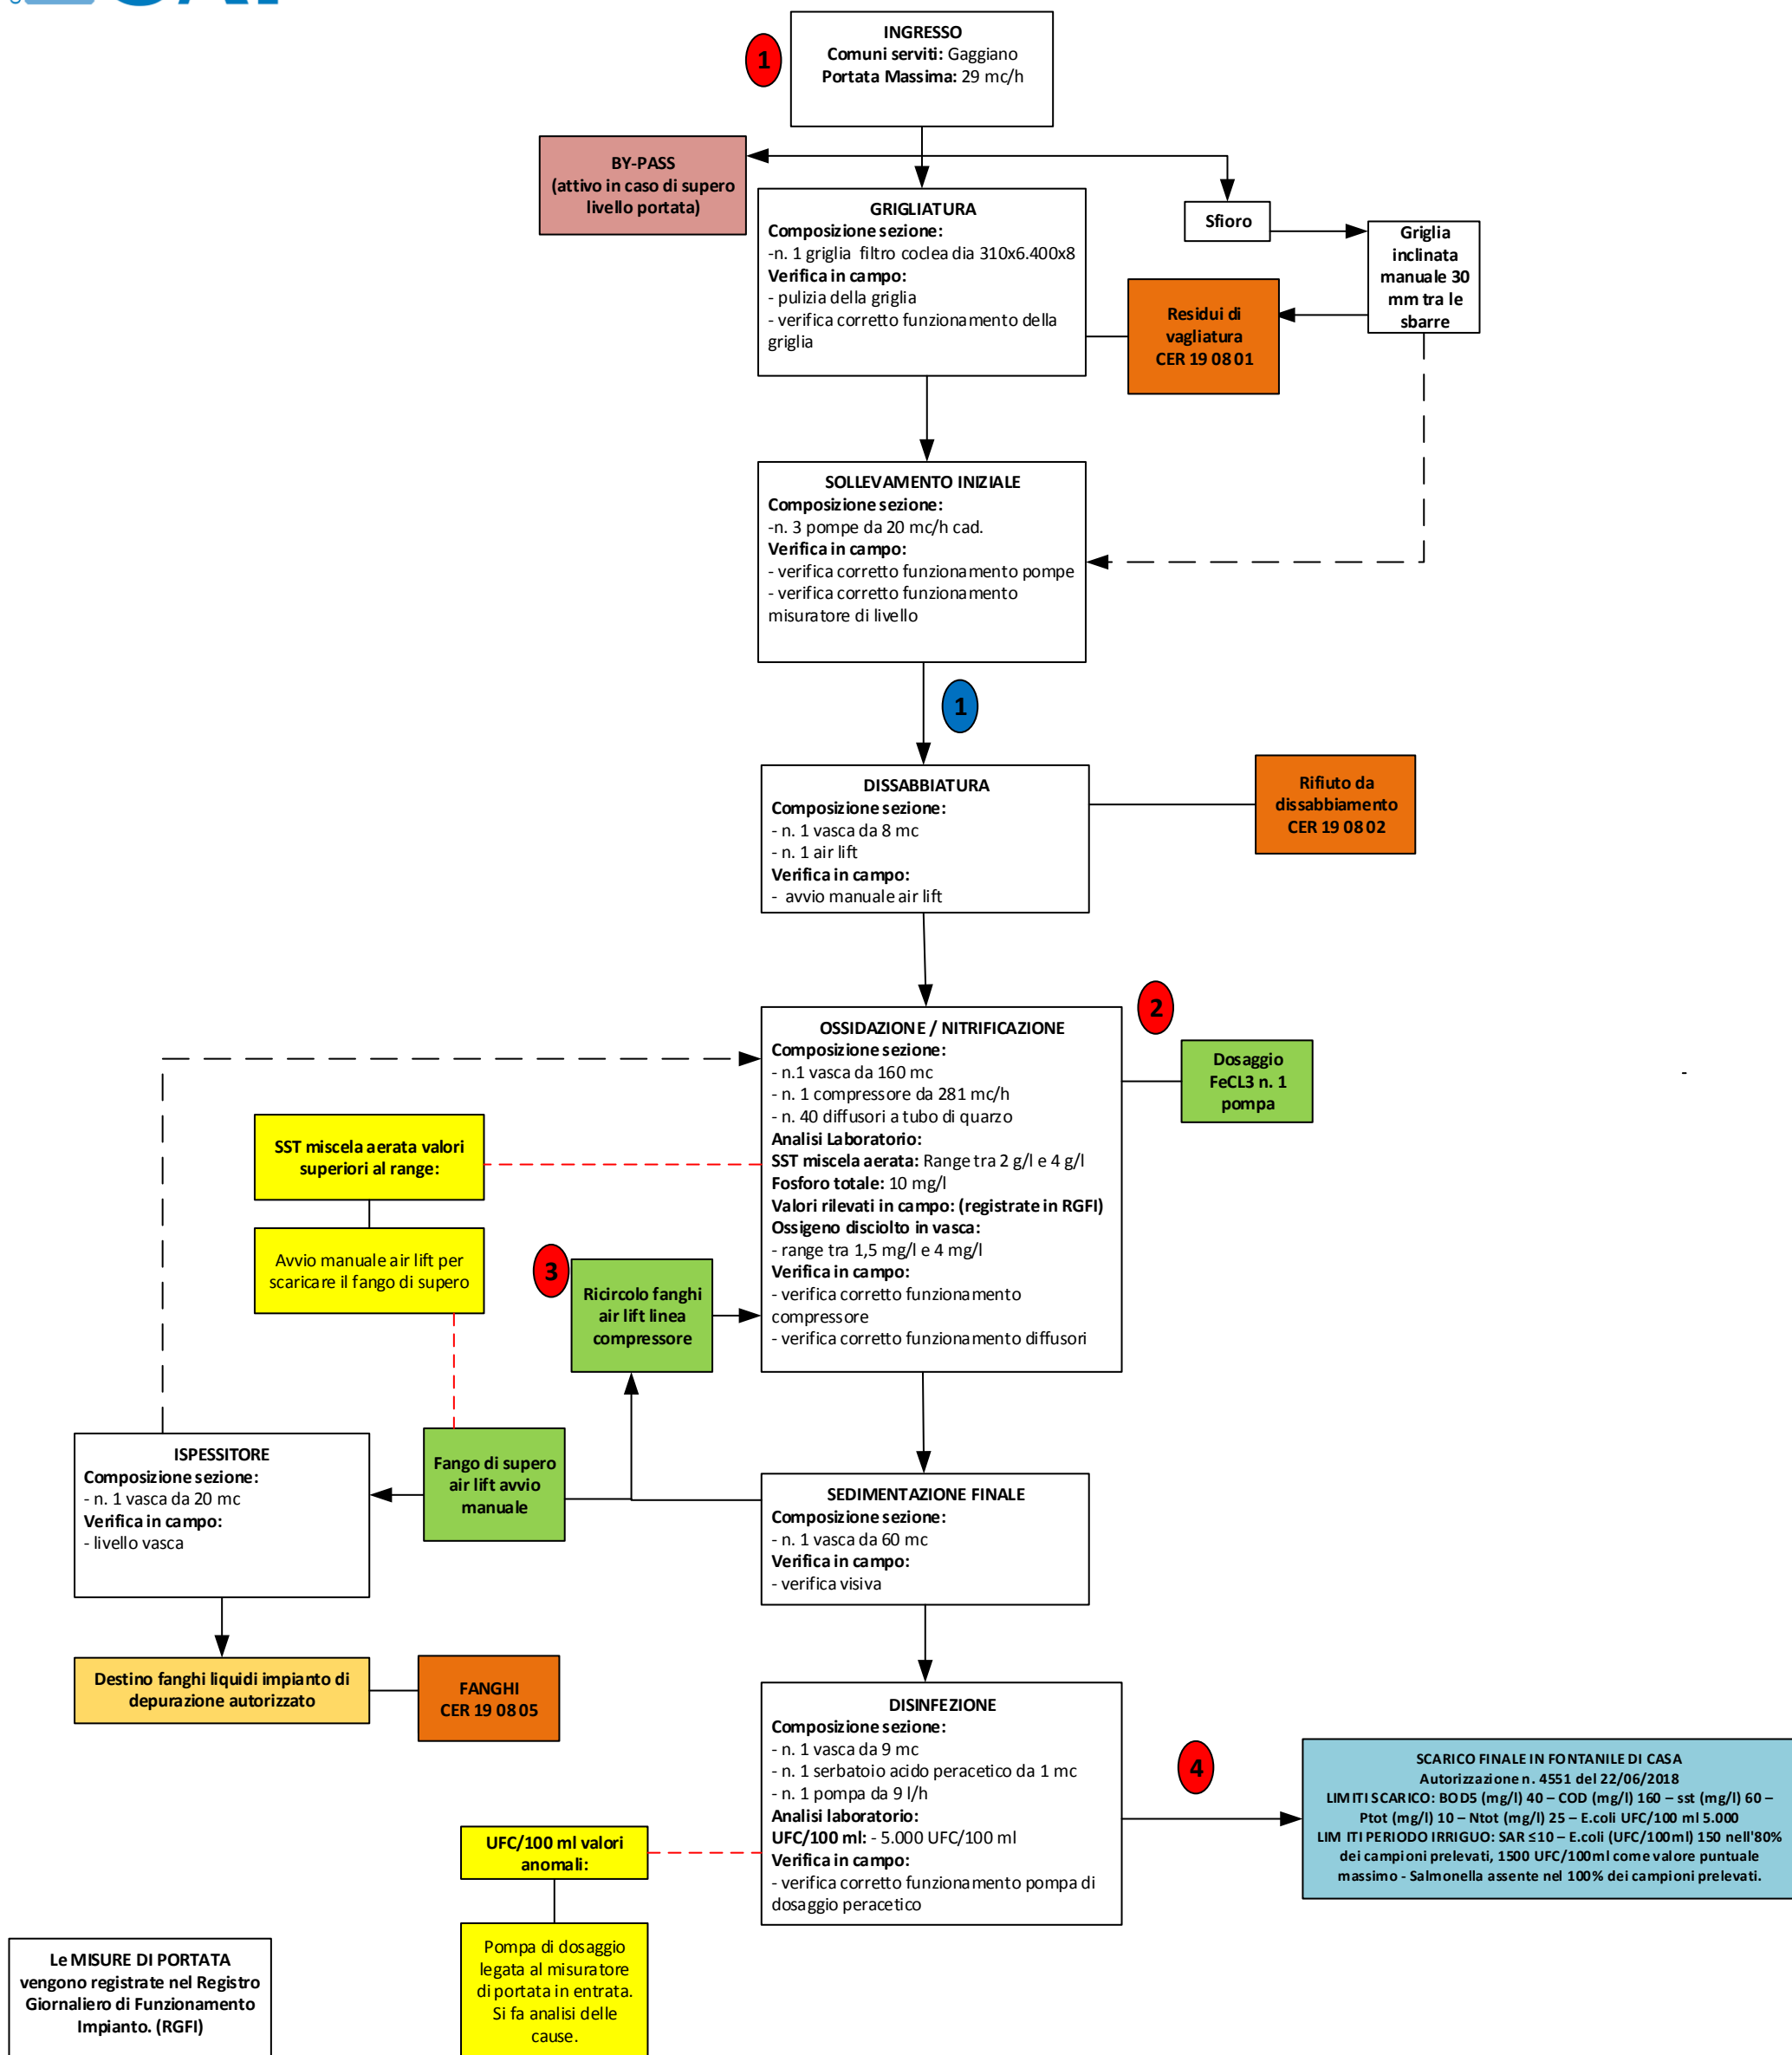 INGRESSO
Comuni serviti: Gaggiano
Portata Massima: 29 mc/h
1
BY-PASS
(attivo in caso di supero
livello portata)
GRIGLIATURA
Composizione sezione:
-n. 1 griglia filtro coclea dia 310x6.400x8
Verifica in campo:
- pulizia della griglia
- verifica corretto funzionamento della
griglia
Sfioro
Griglia
inclinata
manuale 30
mm tra le
sbarre
Residui di
vagliatura
CER 19 08 01
SOLLEVAMENTO INIZIALE
Composizione sezione:
-n. 3 pompe da 20 mc/h cad.
Verifica in campo:
- verifica corretto funzionamento pompe
- verifica corretto funzionamento
misuratore di livello
1
DISSABBIATURA
Composizione sezione:
- n. 1 vasca da 8 mc
- n. 1 air lift
Verifica in campo:
- avvio manuale air lift
Rifiuto da
dissabbiamento
CER 19 08 02
2
OSSIDAZIONE / NITRIFICAZIONE
Composizione sezione:
- n.1 vasca da 160 mc
- n. 1 compressore da 281 mc/h
- n. 40 diffusori a tubo di quarzo
Analisi Laboratorio:
SST miscela aerata: Range tra 2 g/l e 4 g/l
Fosforo totale: 10 mg/l
Valori rilevati in campo: (registrate in RGFI)
Ossigeno disciolto in vasca:
- range tra 1,5 mg/l e 4 mg/l
Verifica in campo:
- verifica corretto funzionamento
compressore
- verifica corretto funzionamento diffusori
Dosaggio
FeCL3 n. 1
pompa
-
SST miscela aerata valori
superiori al range:
Avvio manuale air lift per
scaricare il fango di supero
3
Ricircolo fanghi
air lift linea
compressore
ISPESSITORE
Composizione sezione:
- n. 1 vasca da 20 mc
Verifica in campo:
- livello vasca
Fango di supero
air lift avvio
manuale
SEDIMENTAZIONE FINALE
Composizione sezione:
- n. 1 vasca da 60 mc
Verifica in campo:
- verifica visiva
Destino fanghi liquidi impianto di
depurazione autorizzato
FANGHI
CER 19 08 05
DISINFEZIONE
Composizione sezione:
- n. 1 vasca da 9 mc
- n. 1 serbatoio acido peracetico da 1 mc
- n. 1 pompa da 9 l/h
Analisi laboratorio:
UFC/100 ml: - 5.000 UFC/100 ml
Verifica in campo:
- verifica corretto funzionamento pompa di
dosaggio peracetico
4
SCARICO FINALE IN FONTANILE DI CASA
Autorizzazione n. 4551 del 22/06/2018
LIMITI SCARICO: BOD5 (mg/l) 40 – COD (mg/l) 160 – sst (mg/l) 60 –
Ptot (mg/l) 10 – Ntot (mg/l) 25 – E.coli UFC/100 ml 5.000
LIMITI PERIODO IRRIGUO: SAR ≤10 – E.coli (UFC/100ml) 150 nell'80%
dei campioni prelevati, 1500 UFC/100ml come valore puntuale
massimo - Salmonella assente nel 100% dei campioni prelevati.
UFC/100 ml valori
anomali:
Pompa di dosaggio
legata al misuratore
di portata in entrata.
Si fa analisi delle
cause.
Le MISURE DI PORTATA
vengono registrate nel Registro
Giornaliero di Funzionamento
Impianto. (RGFI)